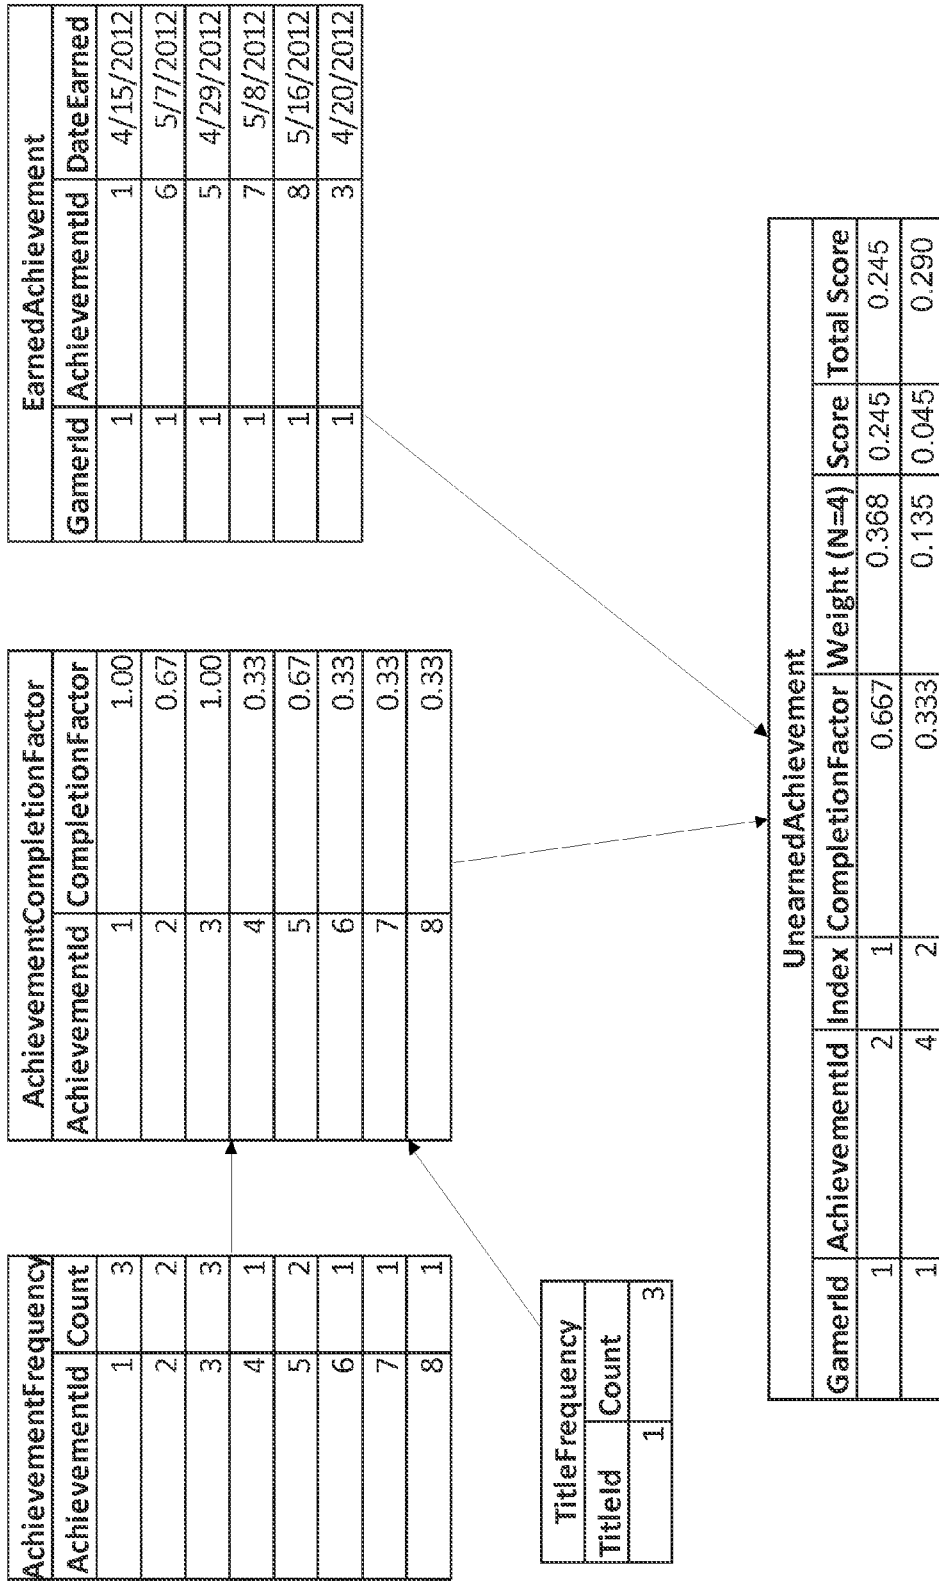 AchievementFrequency
AchievementId Count
1 3
2 2
3 3
4 1
5 2
6 1
7 1
8 1
TitleFrequency
TitleId Count
1 3
AchievementCompletionFactor
AchievementId CompletionFactor
1 1.00
2 0.67
3 1.00
4 0.33
5 0.67
6 0.33
7 0.33
8 0.33
EarnedAchievement
GamerId AchievementId DateEarned
1 1 4/15/2012
1 6 5/7/2012
1 5 4/29/2012
1 7 5/8/2012
1 8 5/16/2012
1 3 4/20/2012
UnearnedAchievement
GamerId AchievementId Index CompletionFactor Weight (N=4) Score Total Score
1 2 1 0.667 0.368 0.245 0.245
1 4 2 0.333 0.135 0.045 0.290